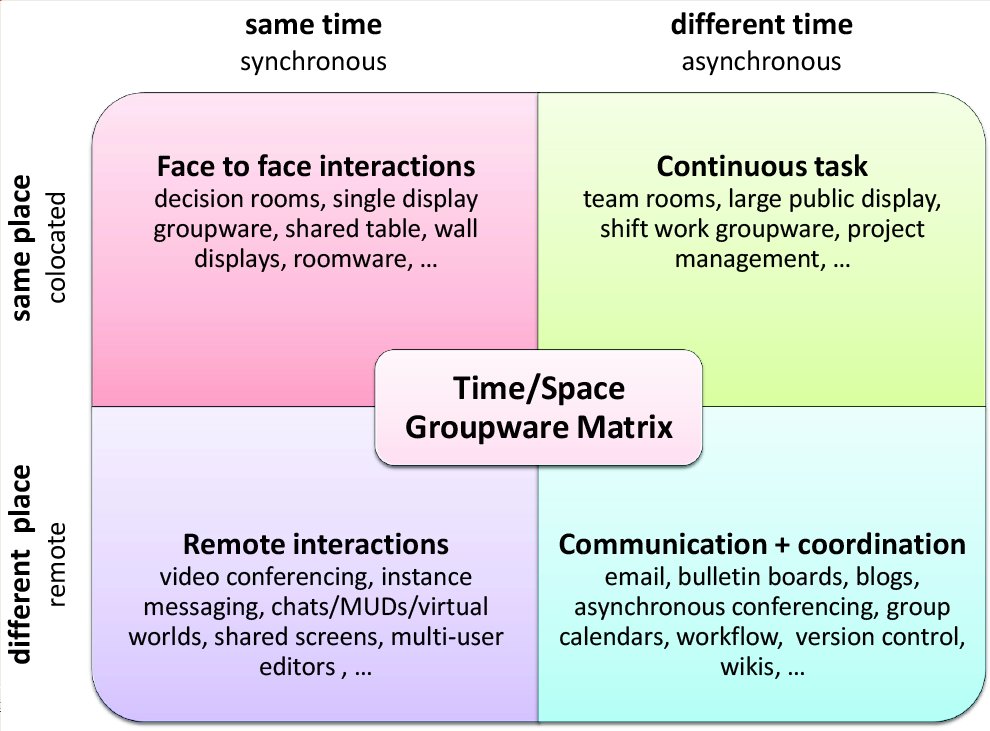 same time
synchronous
different time
asynchronous
same place
colocated
Face to face interactions
decision rooms, single display
groupware, shared table, wall
displays, roomware, ...
Continuous task
team rooms, large public display,
shift work groupware, project
management, ...
Time/Space
Groupware Matrix
different place
remote
Remote interactions
video conferencing, instance
messaging, chats/MUDs/virtual
worlds, shared screens, multi-user
editors , ...
Communication + coordination
email, bulletin boards, blogs,
asynchronous conferencing, group
calendars, workflow, version control,
wikis, ...